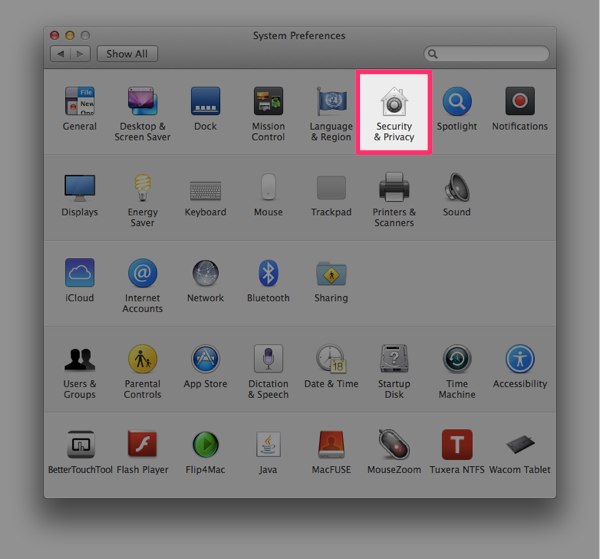 System Preferences
Show All
General
Desktop &
Screen Saver
Dock
Mission
Control
Language
& Region
Security
& Privacy
Spotlight
Notifications
File
New
Displays
Energy
Saver
Keyboard
Mouse
Trackpad
Printers &
Scanners
Sound
iCloud
Internet
Accounts
Network
Bluetooth
Sharing
Users &
Groups
Parental
Controls
App Store
Dictation
& Speech
Date & Time
18
Startup
Disk
Time
Machine
Accessibility
BetterTouchTool
Flash Player
Flip4Mac
Java
MacFUSE
MouseZoom
Tuxera NTFS
Wacom Tablet